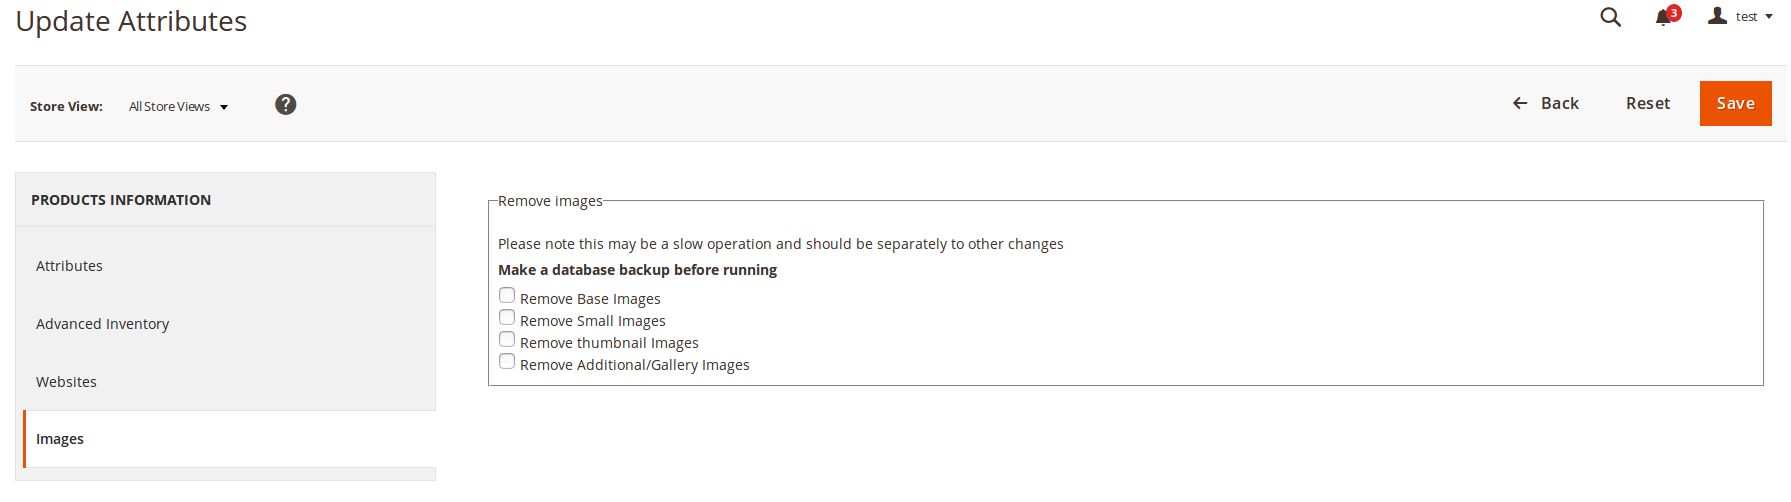 Update Attributes
3
test
Store View: All Store Views ?
Back
Reset
Save
PRODUCTS INFORMATION
Attributes
Advanced Inventory
Websites
Images
Remove images
Please note this may be a slow operation and should be separately to other changes
Make a database backup before running
Remove Base Images
Remove Small Images
Remove thumbnail Images
Remove Additional/Gallery Images